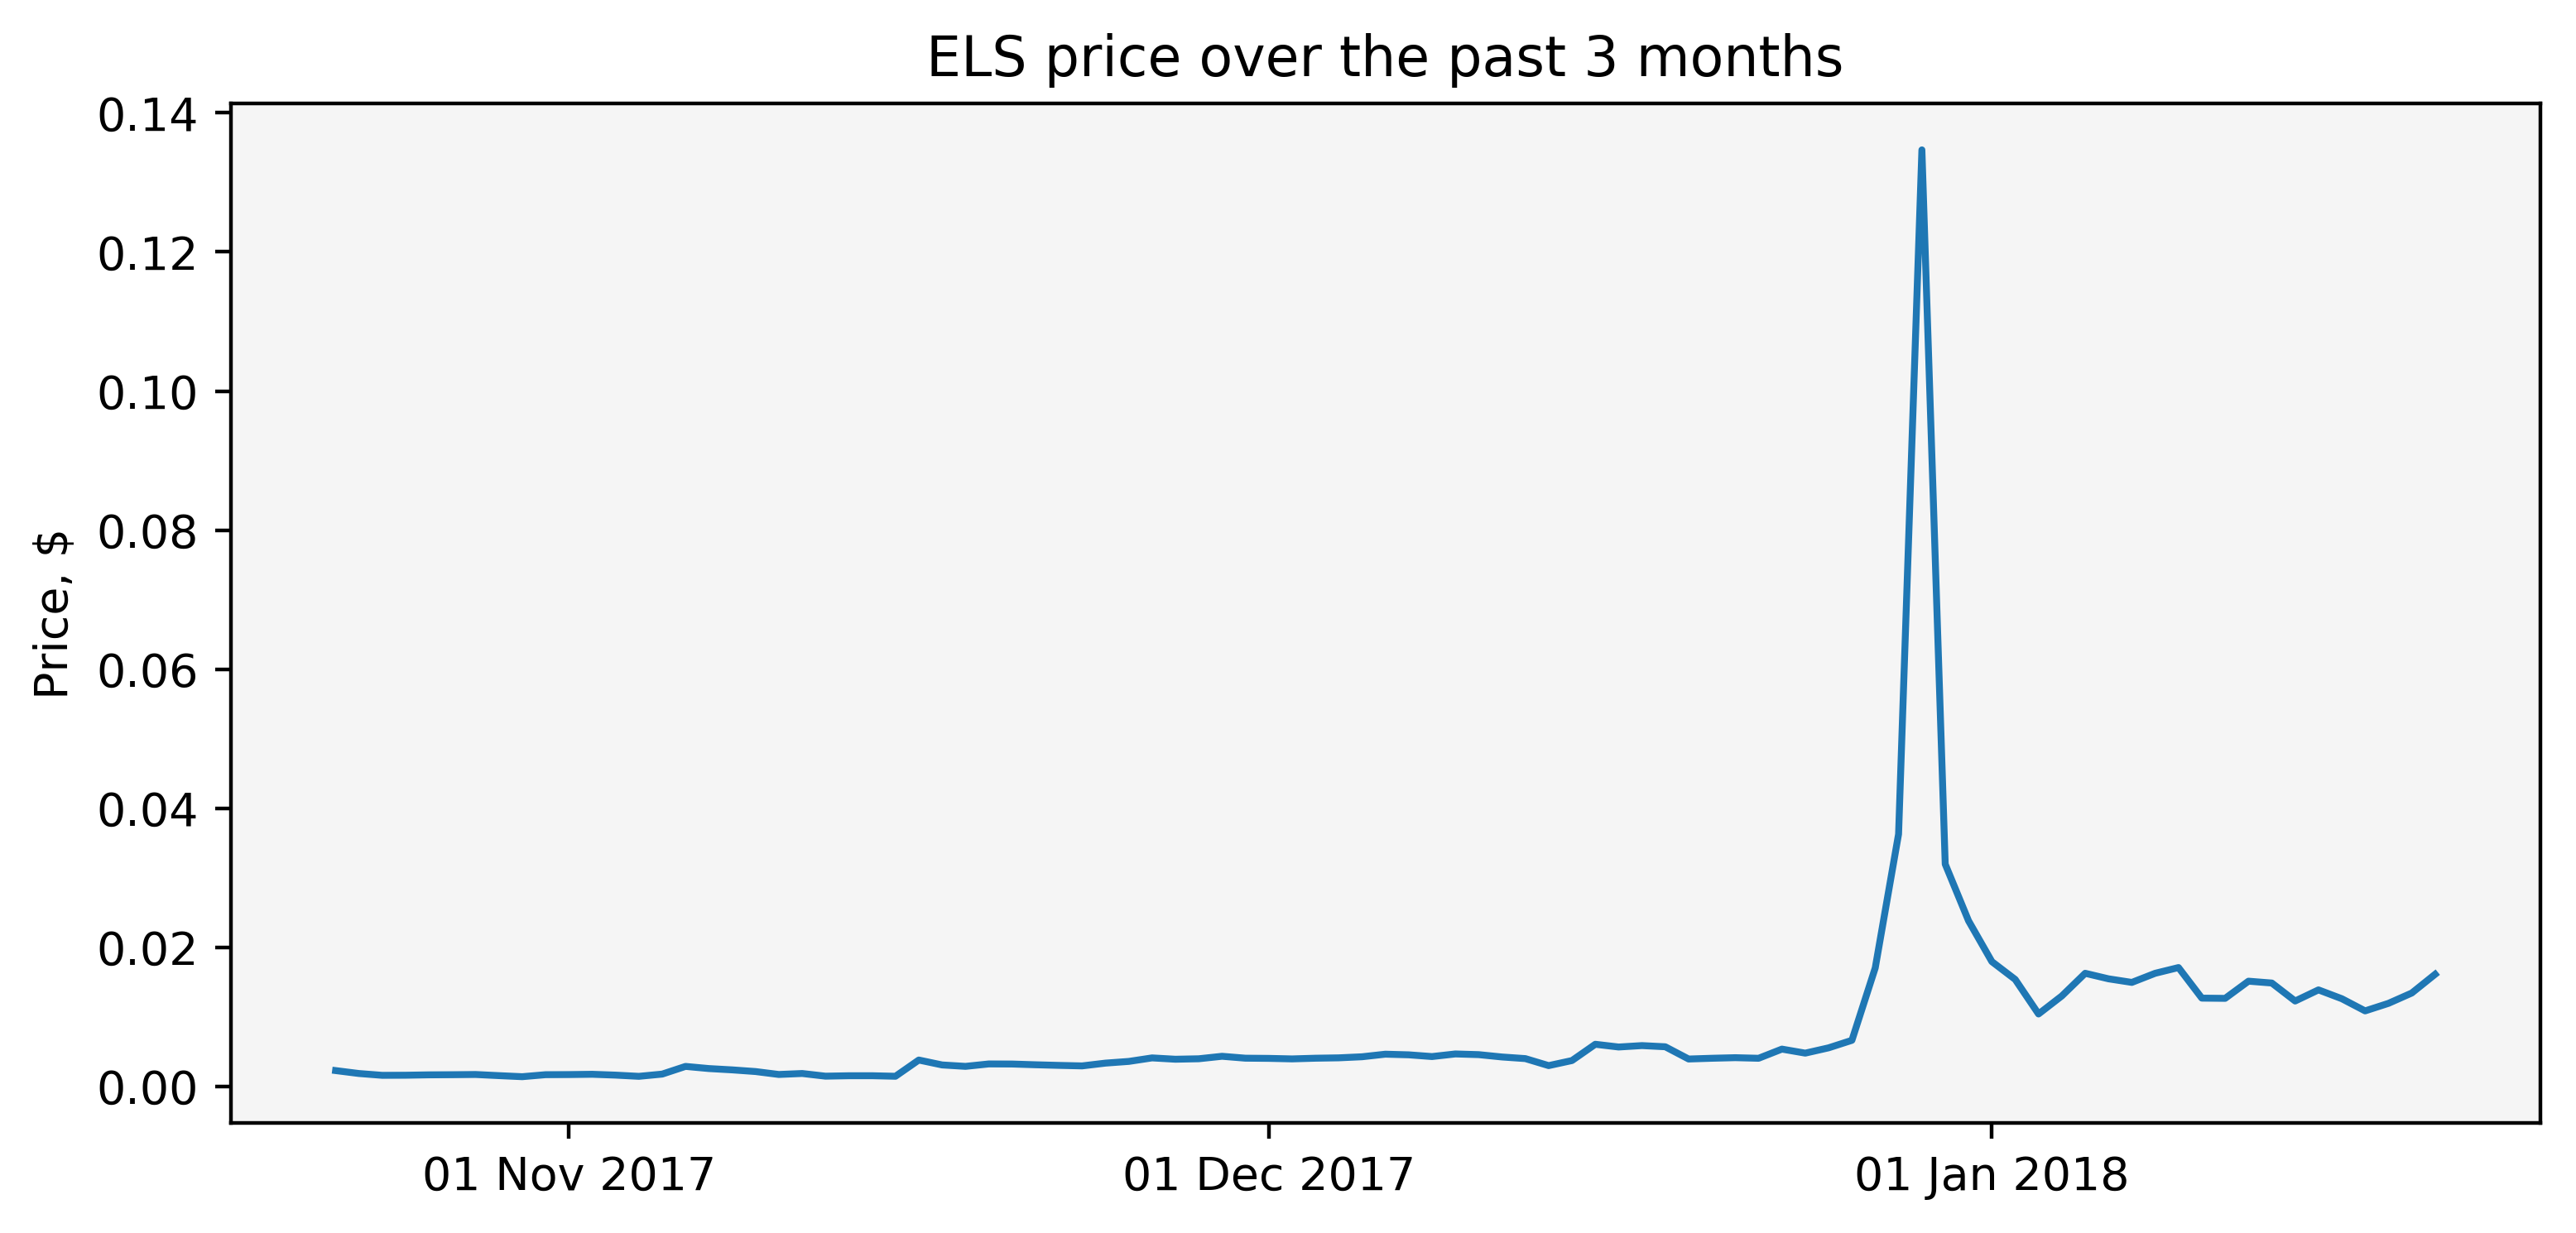 ELS price over the past 3 months
Price, $
0.14
0.12
0.10
0.08
0.06
0.04
0.02
0.00
01 Nov 2017
01 Dec 2017
01 Jan 2018